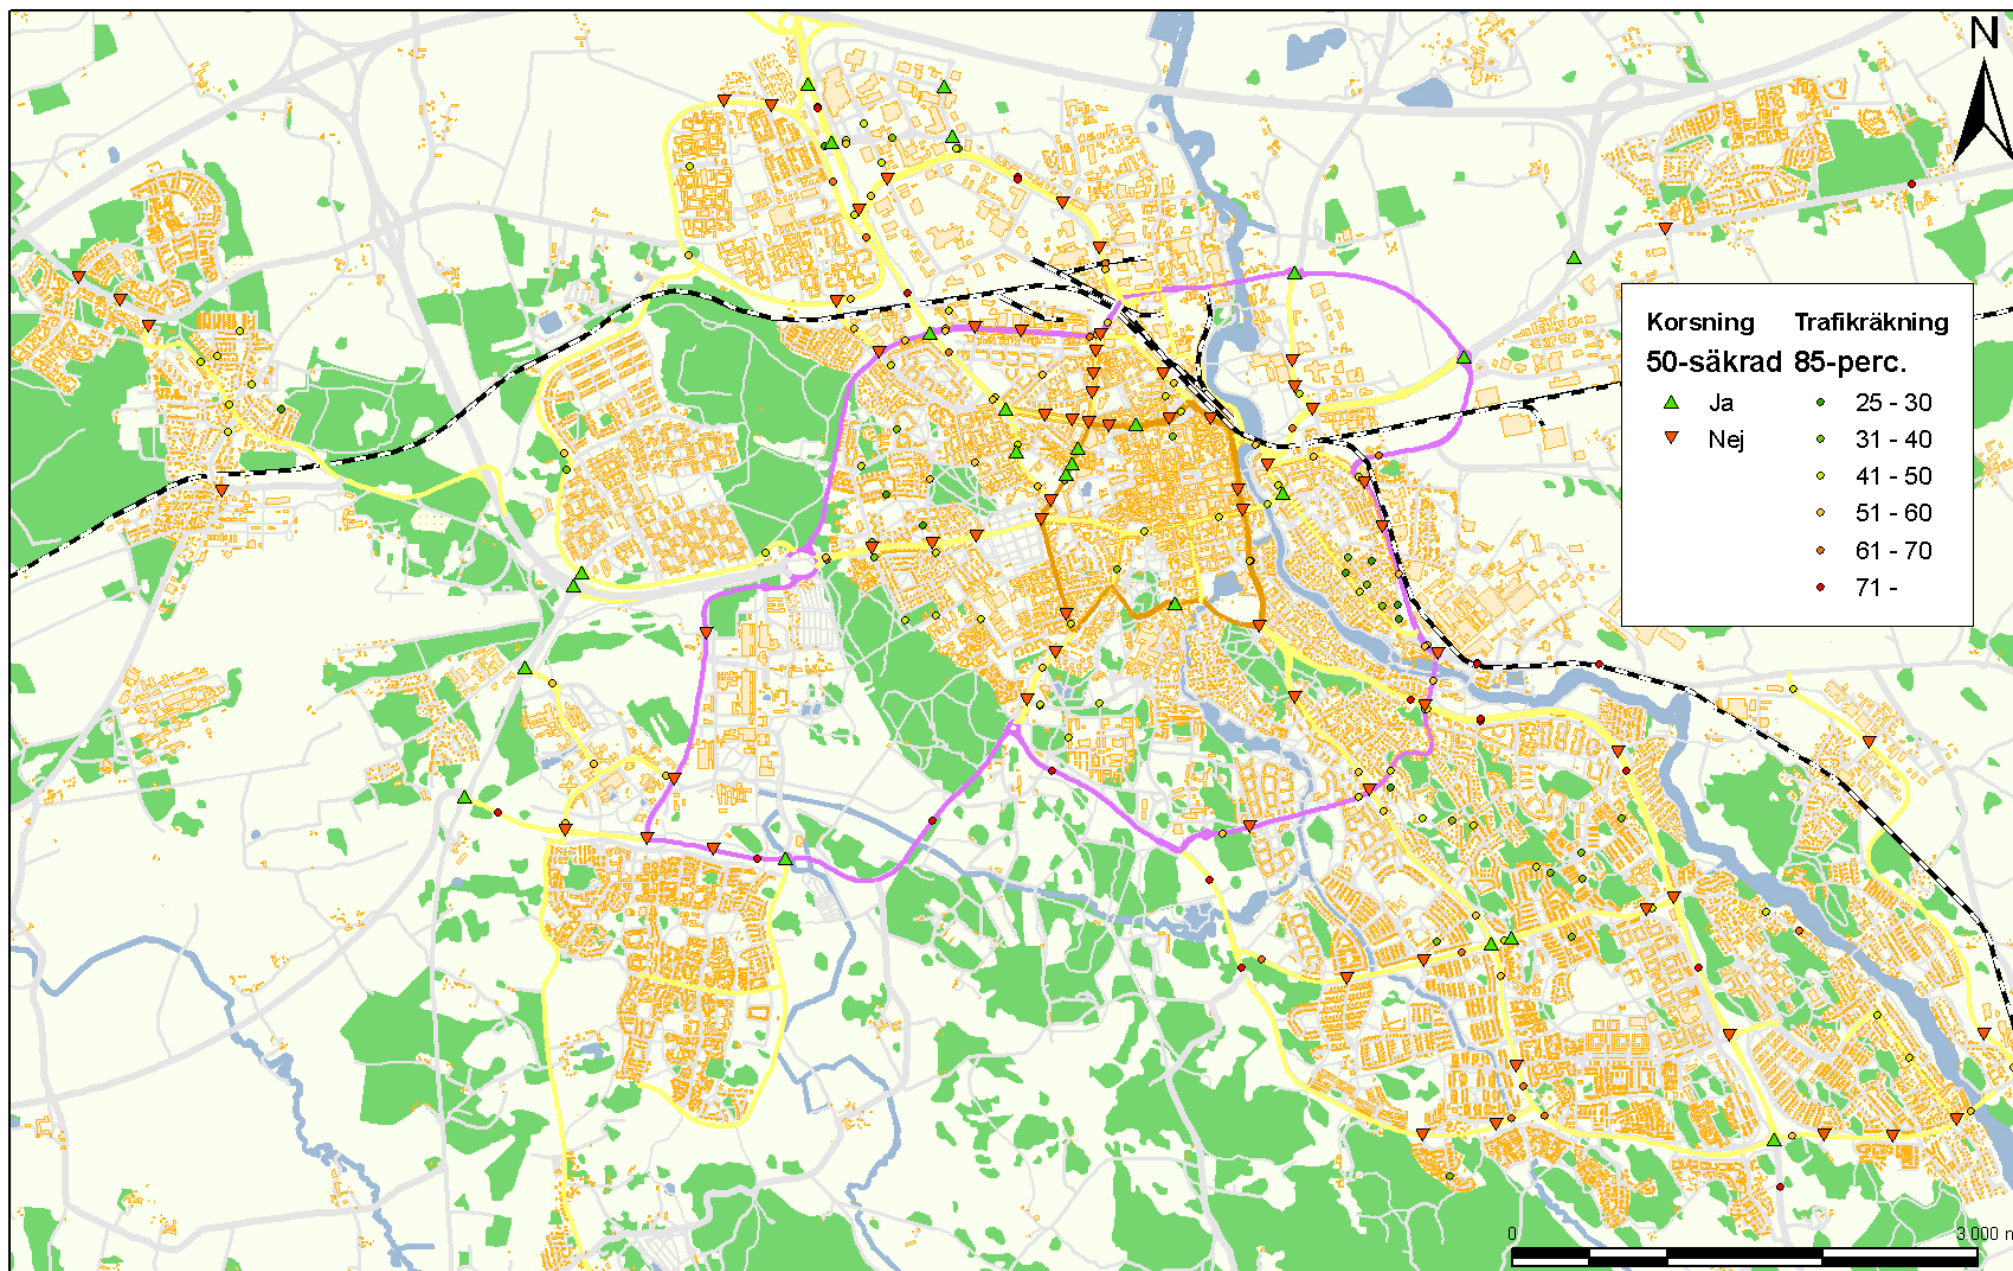 N
Korsning Trafikräkning
50-säkrad 85-perc.
Ja 25 - 30
Nej 31 - 40
41 - 50
51 - 60
61 - 70
71 -
0 3 000 m